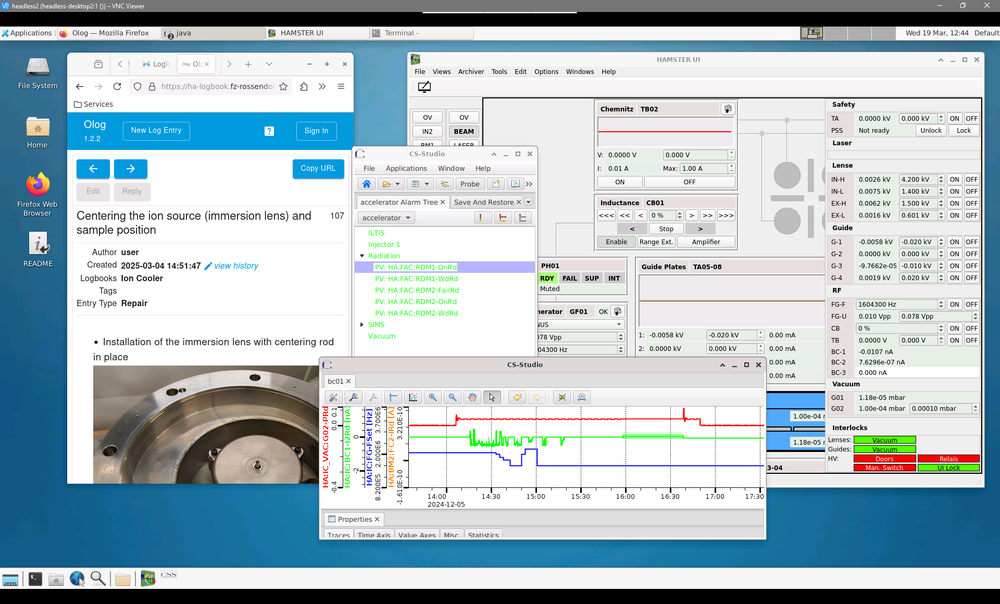 headless2 (headless-desktop2:1 ()) – VNC Viewer
Applications
Olog — Mozilla Firefox
java
2
HAMSTER UI
Terminal -
Wed 19 Mar, 12:44
Default
File System
Home
Firefox Web
Browser
README
Login
Olog
https://ha-logbook.fz-rossendor
Services
Olog
1.2.2
New Log Entry
?
Sign In
Copy URL
Edit
Reply
Centering the ion source (immersion lens) and
sample position
107
Author user
Created 2025-03-04 14:51:47 view history
Logbooks Ion Cooler
Tags
Entry Type Repair
• Installation of the immersion lens with centering rod
in place
CS-Studio
File Applications Window Help
Probe
accelerator Alarm Tree
Save And Restore
accelerator
ILTIS
Injector 1
Radiation
PV: HA:FAC:RDM1-OnRd
PV: HA:FAC:RDM1-WdRd
PV: HA:FAC:RDM2-FailRd
PV: HA:FAC:RDM2-OnRd
PV: HA:FAC:RDM2-WdRd
SIMS
Vacuum
HAMSTER UI
File Views Archiver Tools Edit Options Windows Help
OV OV
IN2 BEAM
BM1 LASER
Chemnitz TB02
V: 0.0000 V 0.000 V
I: 0.01 A Max: 1.00 A
ON OFF
Inductance CB01
<<< << < 0 % > >> >>>
< Stop >
Enable Range Ext. Amplifier
PH01
RDY FAIL SUP INT
Muted
nerator GF01 OK
NUS
078 Vpp
04300 Hz
Guide Plates TA05-08
1: -0.0058 kV -0.020 kV 0.00 mA
2: 0.0000 kV 0.000 kV 0.00 mA
0.00 mA
0.00 mA
1.00e-04 r
1.18e-05 r
3-04
Safety
TA 0.0000 kV 0.000 kV ON OFF
PSS Not ready Unlock Lock
Laser
Lense
IN-H 0.0026 kV 4.200 kV ON OFF
IN-L 0.0075 kV 1.400 kV ON OFF
EX-H 0.0062 kV 1.500 kV ON OFF
EX-L 0.0016 kV 0.601 kV ON OFF
Guide
G-1 -0.0058 kV -0.020 kV ON OFF
G-2 0.0000 kV 0.000 kV ON OFF
G-3 -9.7662e-05 -0.010 kV ON OFF
G-4 0.0019 kV 0.020 kV ON OFF
RF
FG-F 1604300 Hz ON OFF
FG-U 0.010 Vpp 0.078 Vpp
CB 0 % ON OFF
TB 0.0000 V 0.000 V ON OFF
BC-1 -0.0107 nA
BC-2 7.6296e-07 nA
BC-3 0.000 nA
Vacuum
G01 1.18e-05 mbar
G02 1.00e-04 mbar 0.00010 mbar
Interlocks
Lenses: Vacuum
Guides: Vacuum
HV: Doors Relais
Man. Switch UI Lock
CS-Studio
bc01
HA:IC_VAC:G02-PRd
-0.4 0.0 0.1
HA:IC:BC1-I2Rd [nA]
-2 0
HA:IC:FG-FSet [Hz]
8.200E5 2.000E6 3.700E6
HA:BM2:FC2-IRd [A]
-1.610E-10 3.210E-10
14:00 14:30 15:00 15:30 16:00 16:30 17:00 17:30
2024-12-05
Properties
Traces Time Axis Value Axes Misc. Statistics
CSS